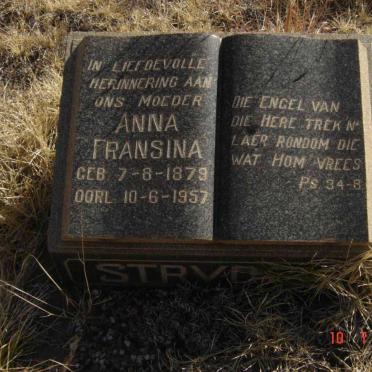 IN LIEFDEVOLLE
HERINNERING AAN
ONS MOEDER
ANNA
FRANSINA
GEB 7-8-1879
OORL 10-6-1957
DIE ENGEL VAN
DIE HERE TREK 'N
LAER RONDOM DIE
WAT HOM VREES
PS 34-8
10